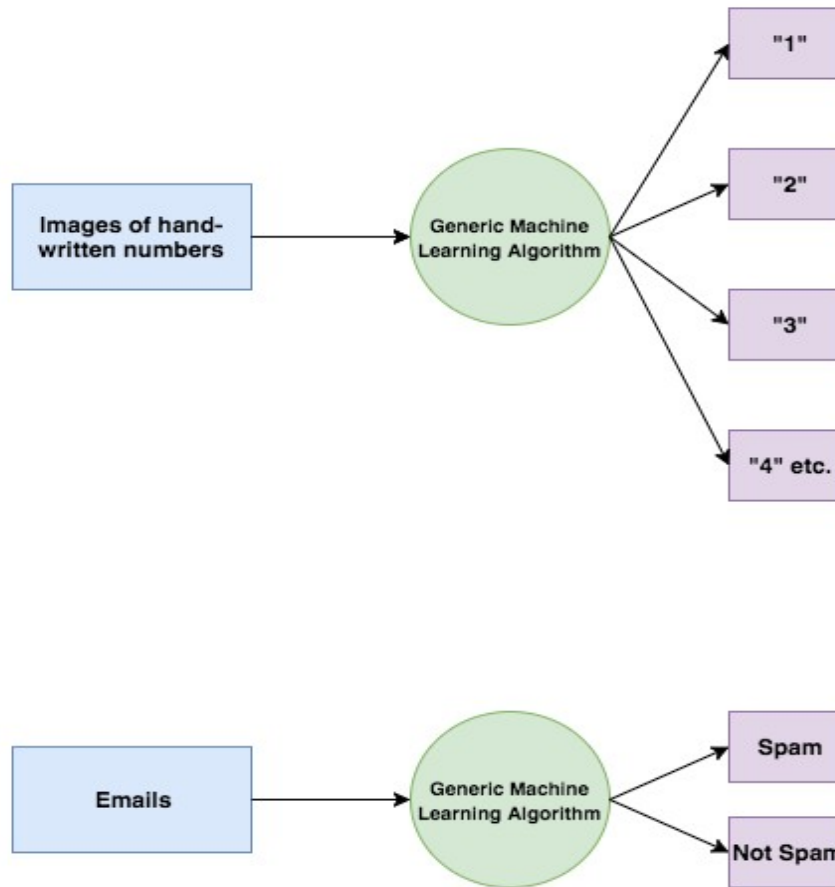 Images of hand-
written numbers
Generic Machine
Learning Algorithm
"1"
"2"
"3"
"4" etc.
Emails
Generic Machine
Learning Algorithm
Spam
Not Spam